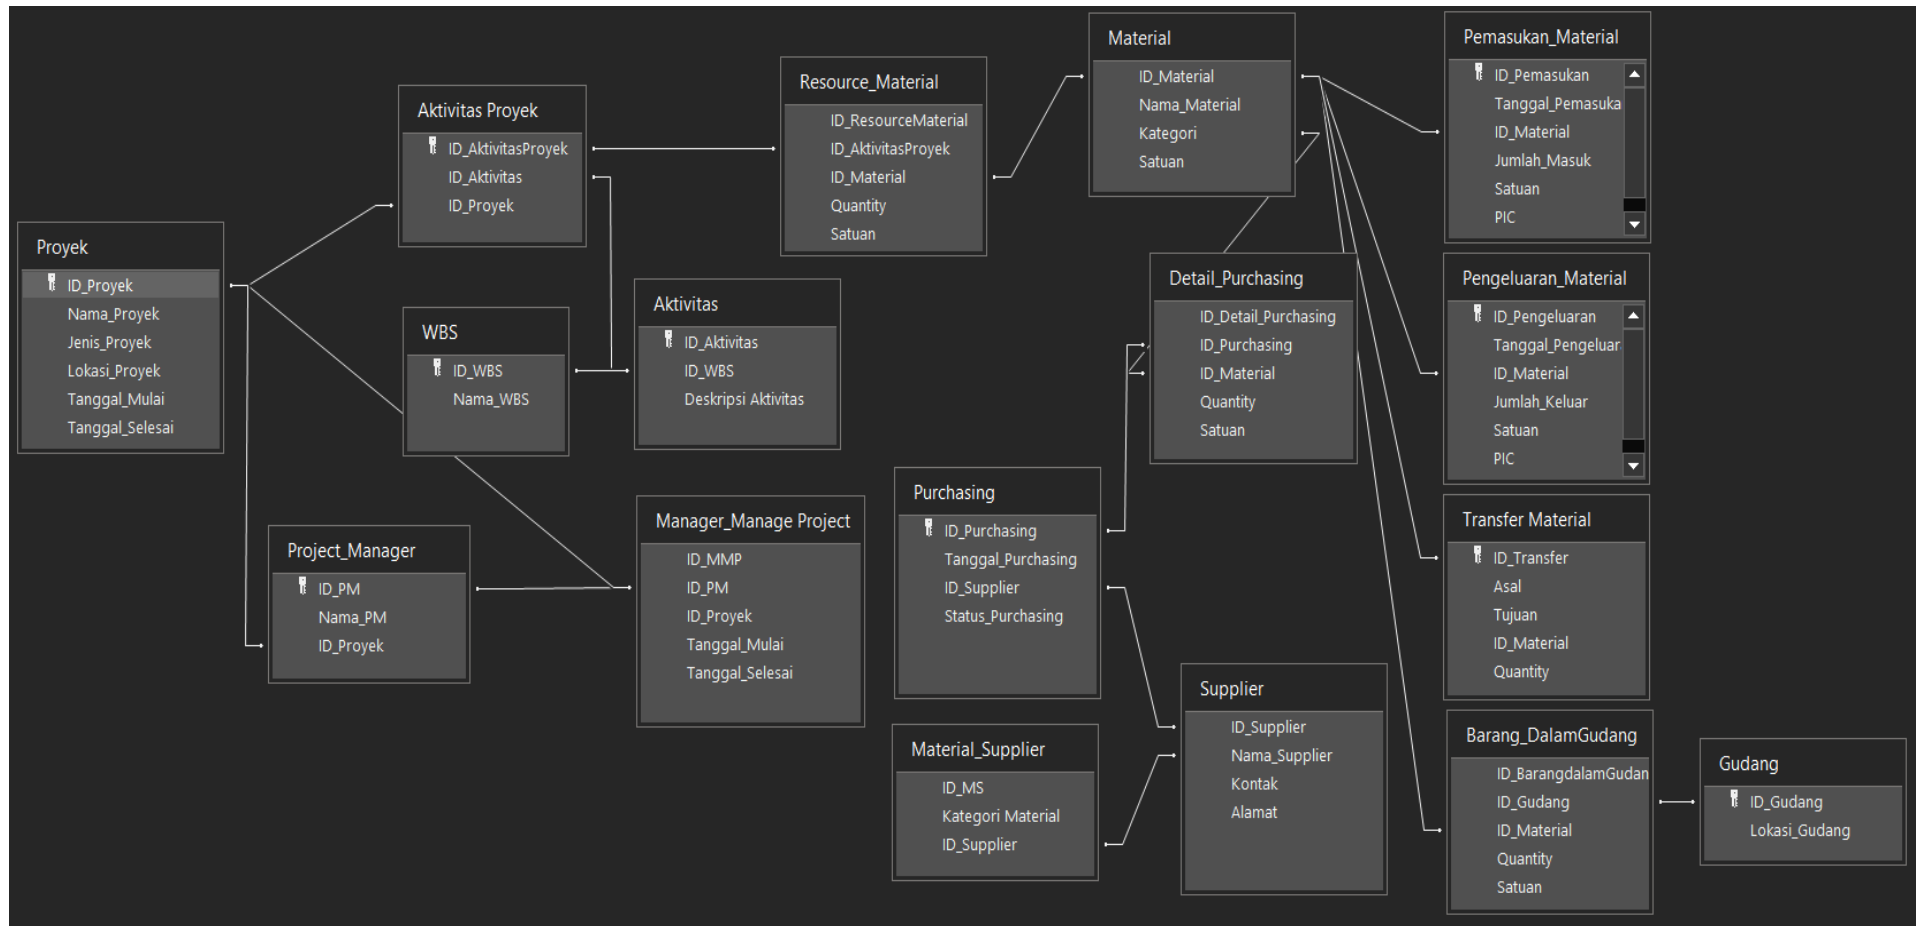 Proyek
ID_Proyek
Nama_Proyek
Jenis_Proyek
Lokasi_Proyek
Tanggal_Mulai
Tanggal_Selesai
Aktivitas Proyek
ID_AktivitasProyek
ID_Aktivitas
ID_Proyek
WBS
ID_WBS
Nama_WBS
Project_Manager
ID_PM
Nama_PM
ID_Proyek
Aktivitas
ID_Aktivitas
ID_WBS
Deskripsi Aktivitas
Manager_Manage Project
ID_MMP
ID_PM
ID_Proyek
Tanggal_Mulai
Tanggal_Selesai
Resource_Material
ID_ResourceMaterial
ID_AktivitasProyek
ID_Material
Quantity
Satuan
Material
ID_Material
Nama_Material
Kategori
Satuan
Detail_Purchasing
ID_Detail_Purchasing
ID_Purchasing
ID_Material
Quantity
Satuan
Purchasing
ID_Purchasing
Tanggal_Purchasing
ID_Supplier
Status_Purchasing
Material_Supplier
ID_MS
Kategori Material
ID_Supplier
Supplier
ID_Supplier
Nama_Supplier
Kontak
Alamat
Pemasukan_Material
ID_Pemasukan
Tanggal_Pemasuka
ID_Material
Jumlah_Masuk
Satuan
PIC
Pengeluaran_Material
ID_Pengeluaran
Tanggal_Pengeluar
ID_Material
Jumlah_Keluar
Satuan
PIC
Transfer Material
ID_Transfer
Asal
Tujuan
ID_Material
Quantity
Barang_DalamGudang
ID_BarangdalamGudan
ID_Gudang
ID_Material
Quantity
Satuan
Gudang
ID_Gudang
Lokasi_Gudang